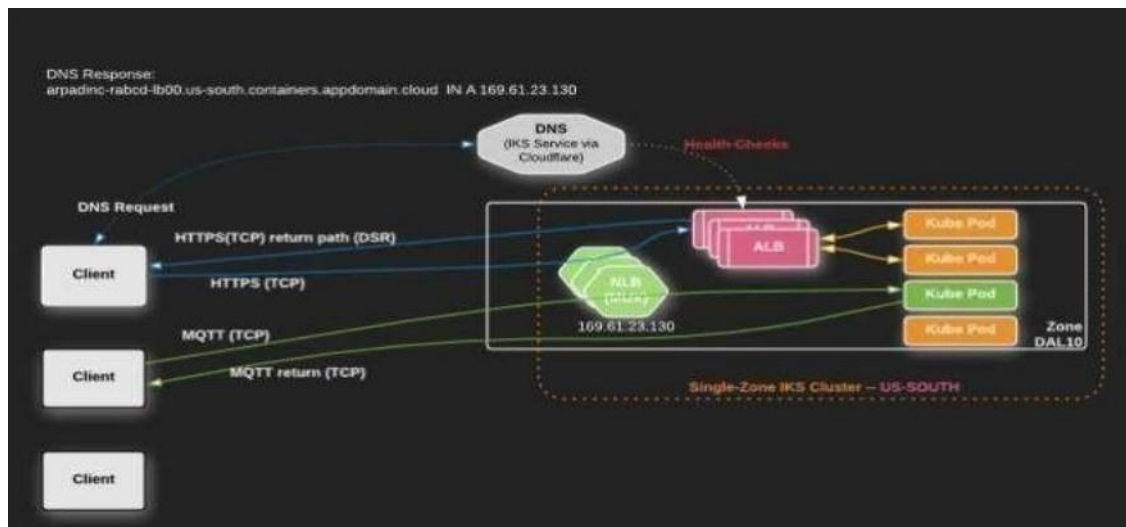 DNS Response:
arpadinc-rabcd-lb00.us-south.containers.appdomain.cloud IN A 169.61.23.130
DNS
(IKS Service via
Cloudflare)
Health Checks
DNS Request
HTTPS(TCP) return path (DSR)
Client
HTTPS (TCP)
ALB
ALB
Kube Pod
Kube Pod
NLB
(MUX)
Kube Pod
169.61.23.130
Kube Pod
Zone
DAL10
MQTT (TCP)
Client
MQTT return (TCP)
Single-Zone IKS Cluster -- US-SOUTH
Client